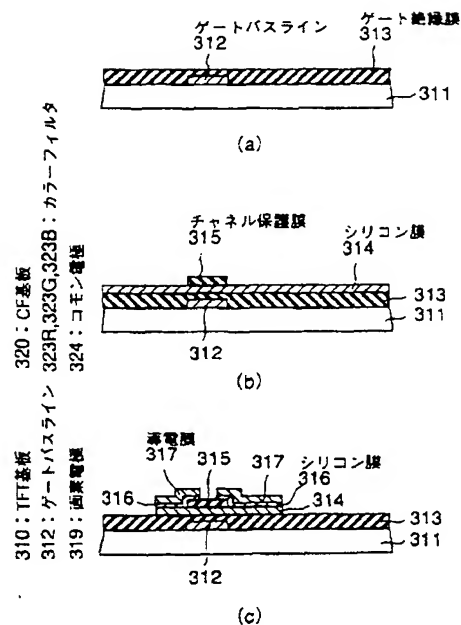 ゲートバスライン
312
ゲート絶縁膜
313
311
(a)
チャネル保護膜
315
シリコン膜
314
313
311
312
(b)
導電膜
317
315
317
シリコン膜
316
316
314
313
311
312
(c)
310:TFT基板
312:ゲートバスライン
319:画素電極
320:CF基板
323R,323G,323B:カラーフィルタ
324:コモン電極